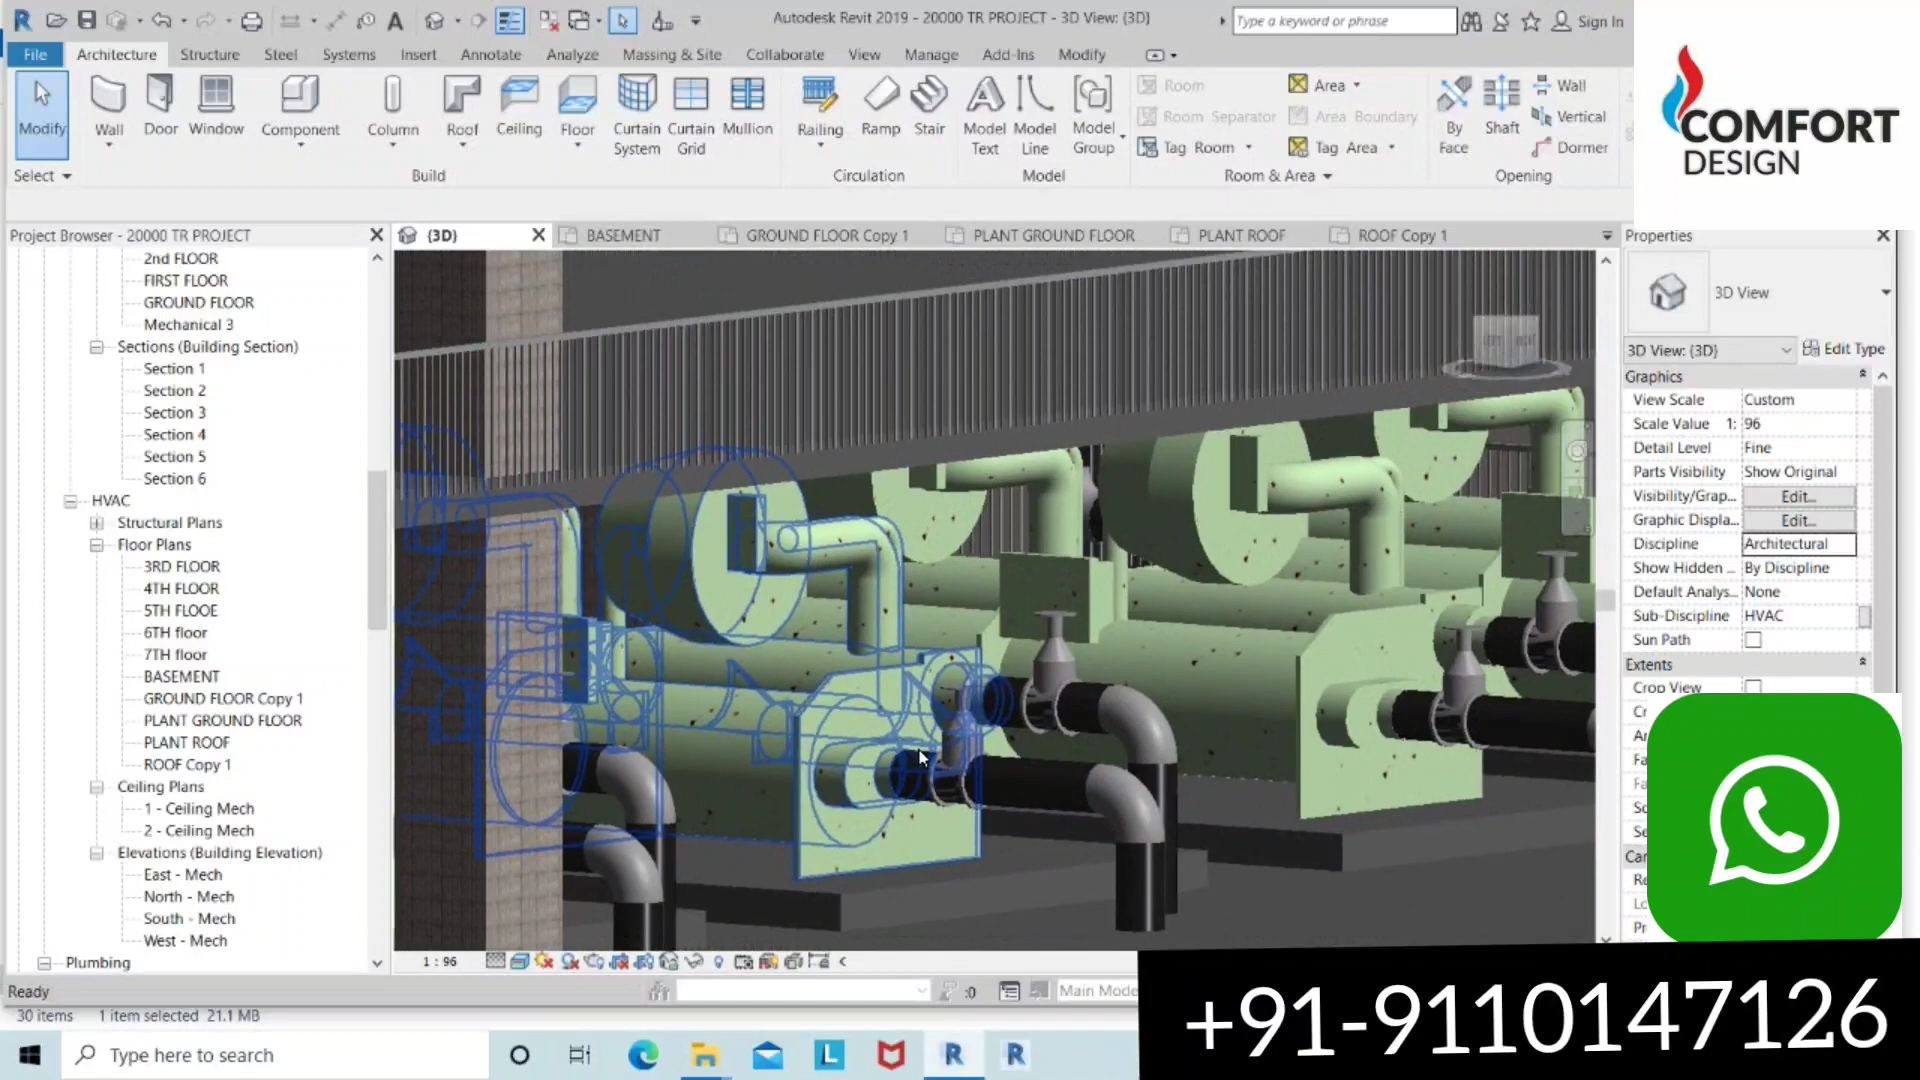 Autodesk Revit 2019 - 20000 TR PROJECT - 3D View: {3D}
Type a keyword or phrase
Sign In
File Architecture Structure Steel Systems Insert Annotate Analyze Massing & Site Collaborate View Manage Add-Ins Modify
Modify Wall Door Window Component Column Roof Ceiling Floor Curtain System Curtain Grid Mullion Railing Ramp Stair Model Text Model Line Model Group
Room Area
Room Separator Area Boundary
Tag Room Tag Area
By Face Shaft Wall Vertical Dormer
Select Build Circulation Model Room & Area Opening
COMFORT
DESIGN
Project Browser - 20000 TR PROJECT
{3D} BASEMENT GROUND FLOOR Copy 1 PLANT GROUND FLOOR PLANT ROOF ROOF Copy 1
2nd FLOOR
FIRST FLOOR
GROUND FLOOR
Mechanical 3
Sections (Building Section)
Section 1
Section 2
Section 3
Section 4
Section 5
Section 6
HVAC
Structural Plans
Floor Plans
3RD FLOOR
4TH FLOOR
5TH FLOOE
6TH floor
7TH floor
BASEMENT
GROUND FLOOR Copy 1
PLANT GROUND FLOOR
PLANT ROOF
ROOF Copy 1
Ceiling Plans
1 - Ceiling Mech
2 - Ceiling Mech
Elevations (Building Elevation)
East - Mech
North - Mech
South - Mech
West - Mech
Plumbing
Properties
3D View
3D View: {3D} Edit Type
Graphics
View Scale Custom
Scale Value 1: 96
Detail Level Fine
Parts Visibility Show Original
Visibility/Grap... Edit...
Graphic Displa... Edit...
Discipline Architectural
Show Hidden ... By Discipline
Default Analys... None
Sub-Discipline HVAC
Sun Path
Extents
Crop View
1 : 96
Ready
:0
Main Mode
30 items 1 item selected 21.1 MB
Type here to search
+91-9110147126